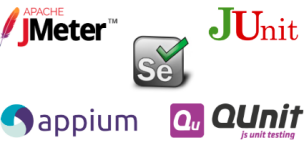 APACHE
JMeter™
JUnit
Se
appium
Qu QUnit
js unit testing